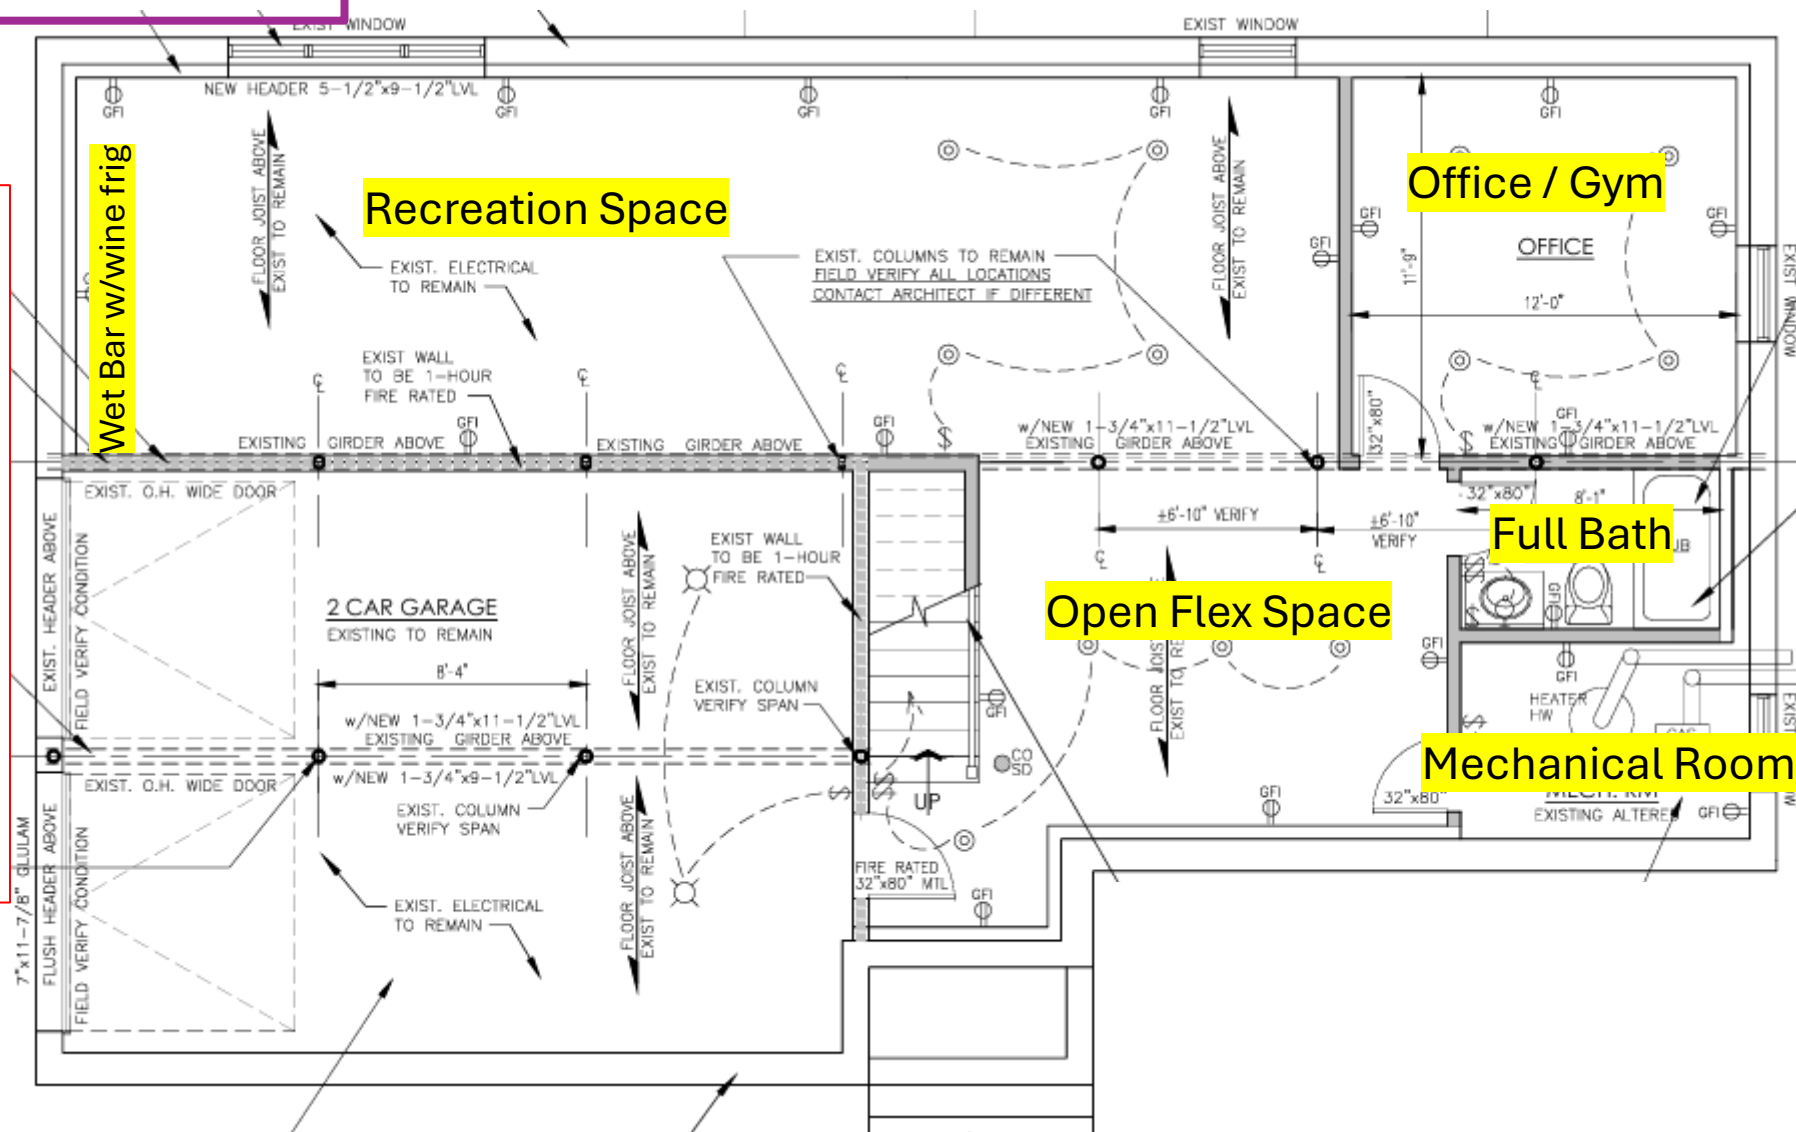 EXIST WINDOW
EXIST WINDOW
NEW HEADER 5-1/2"x9-1/2"LVL
GFI
GFI
GFI
GFI
GFI
Wet Bar w/wine frig
FLOOR JOIST ABOVE
EXIST TO REMAIN
Recreation Space
EXIST. ELECTRICAL
TO REMAIN
EXIST. COLUMNS TO REMAIN
FIELD VERIFY ALL LOCATIONS
CONTACT ARCHITECT IF DIFFERENT
FLOOR JOIST ABOVE
EXIST TO REMAIN
GFI
GFI
Office / Gym
OFFICE
GFI
11'-9"
12'-0"
EXIST WINDOW
EXIST WALL
TO BE 1-HOUR
FIRE RATED
GFI
GFI
32"x80"
EXISTING GIRDER ABOVE
EXISTING GIRDER ABOVE
w/NEW 1-3/4"x11-1/2"LVL
EXISTING GIRDER ABOVE
GFI
w/NEW 1-3/4"x11-1/2"LVL
EXISTING GIRDER ABOVE
EXIST. O.H. WIDE DOOR
EXIST. HEADER ABOVE
FIELD VERIFY CONDITION
2 CAR GARAGE
EXISTING TO REMAIN
8'-4"
w/NEW 1-3/4"x11-1/2"LVL
EXISTING GIRDER ABOVE
w/NEW 1-3/4"x9-1/2"LVL
FLOOR JOIST ABOVE
EXIST TO REMAIN
EXIST WALL
TO BE 1-HOUR
FIRE RATED
EXIST. COLUMN
VERIFY SPAN
±6'-10" VERIFY
±6'-10"
VERIFY
32"x80"
8'-1"
Full Bath
GFI
Open Flex Space
FLOOR JOIST
EXIST TO RE
GFI
GFI
GFI
HEATER
HW
Mechanical Room
MECH. RM
EXISTING ALTERED
GFI
EXIST
32"x80"
GFI
CO
SD
UP
EXIST. O.H. WIDE DOOR
EXIST. COLUMN
VERIFY SPAN
7"x11-7/8" GLULAM
FLUSH HEADER ABOVE
FIELD VERIFY CONDITION
EXIST. ELECTRICAL
TO REMAIN
FLOOR JOIST ABOVE
EXIST TO REMAIN
FIRE RATED
32"x80" MTL
GFI